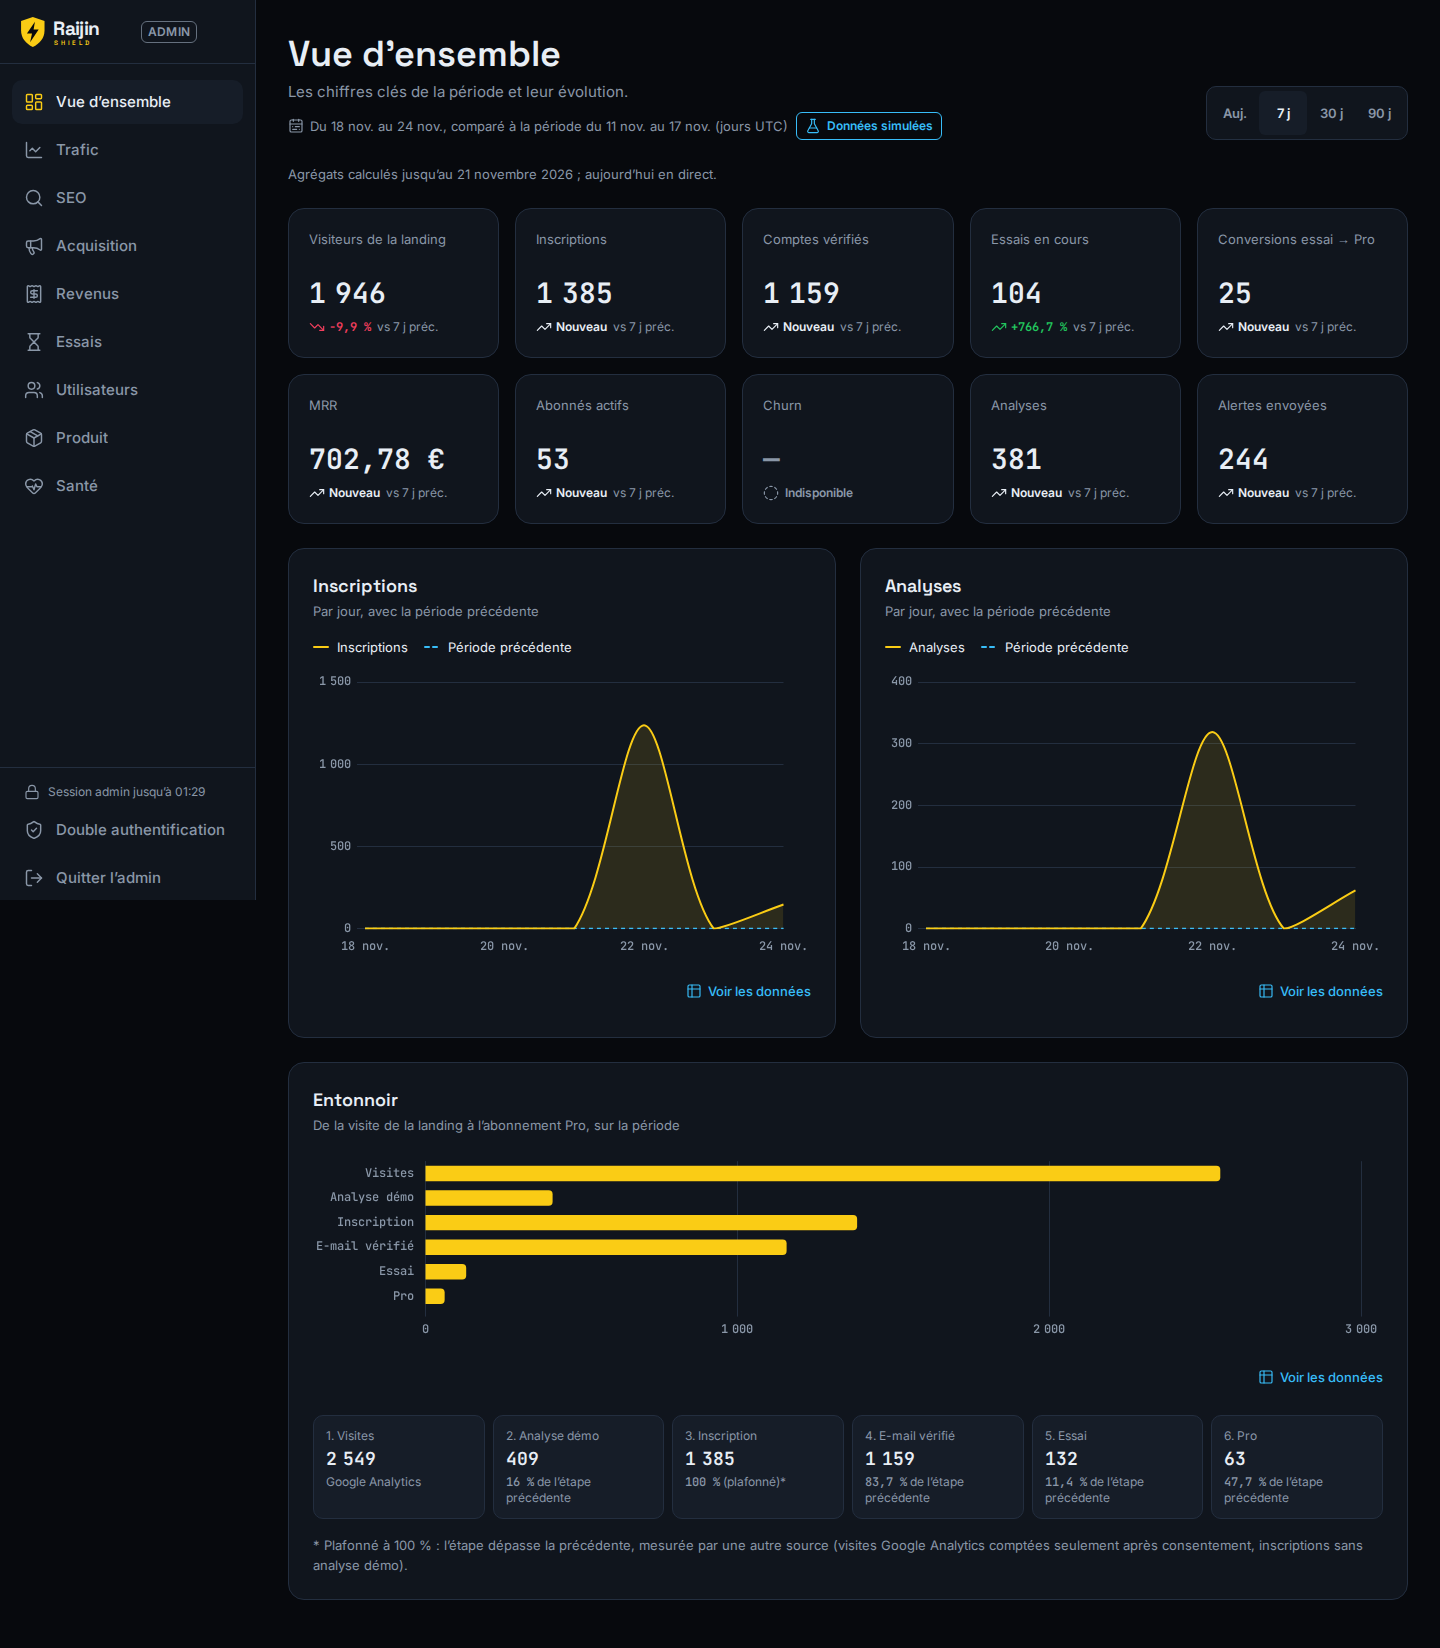 Raijin
SHIELD
ADMIN
Vue d’ensemble
Trafic
SEO
Acquisition
Revenus
Essais
Utilisateurs
Produit
Santé
Session admin jusqu’à 01:29
Double authentification
Quitter l’admin
Vue d’ensemble
Les chiffres clés de la période et leur évolution.
Du 18 nov. au 24 nov., comparé à la période du 11 nov. au 17 nov. (jours UTC)
Données simulées
Auj. 7 j 30 j 90 j
Agrégats calculés jusqu’au 21 novembre 2026 ; aujourd’hui en direct.
Visiteurs de la landing
1 946
-9,9 % vs 7 j préc.
Inscriptions
1 385
Nouveau vs 7 j préc.
Comptes vérifiés
1 159
Nouveau vs 7 j préc.
Essais en cours
104
+766,7 % vs 7 j préc.
Conversions essai → Pro
25
Nouveau vs 7 j préc.
MRR
702,78 €
Nouveau vs 7 j préc.
Abonnés actifs
53
Nouveau vs 7 j préc.
Churn
—
Indisponible
Analyses
381
Nouveau vs 7 j préc.
Alertes envoyées
244
Nouveau vs 7 j préc.
Inscriptions
Par jour, avec la période précédente
Inscriptions Période précédente
1 500
1 000
500
0
18 nov. 20 nov. 22 nov. 24 nov.
Voir les données
Analyses
Par jour, avec la période précédente
Analyses Période précédente
400
300
200
100
0
18 nov. 20 nov. 22 nov. 24 nov.
Voir les données
Entonnoir
De la visite de la landing à l’abonnement Pro, sur la période
Visites
Analyse démo
Inscription
E-mail vérifié
Essai
Pro
0 1 000 2 000 3 000
Voir les données
1. Visites
2 549
Google Analytics
2. Analyse démo
409
16 % de l’étape
précédente
3. Inscription
1 385
100 % (plafonné)*
4. E-mail vérifié
1 159
83,7 % de l’étape
précédente
5. Essai
132
11,4 % de l’étape
précédente
6. Pro
63
47,7 % de l’étape
précédente
* Plafonné à 100 % : l’étape dépasse la précédente, mesurée par une autre source (visites Google Analytics comptées seulement après consentement, inscriptions sans
analyse démo).